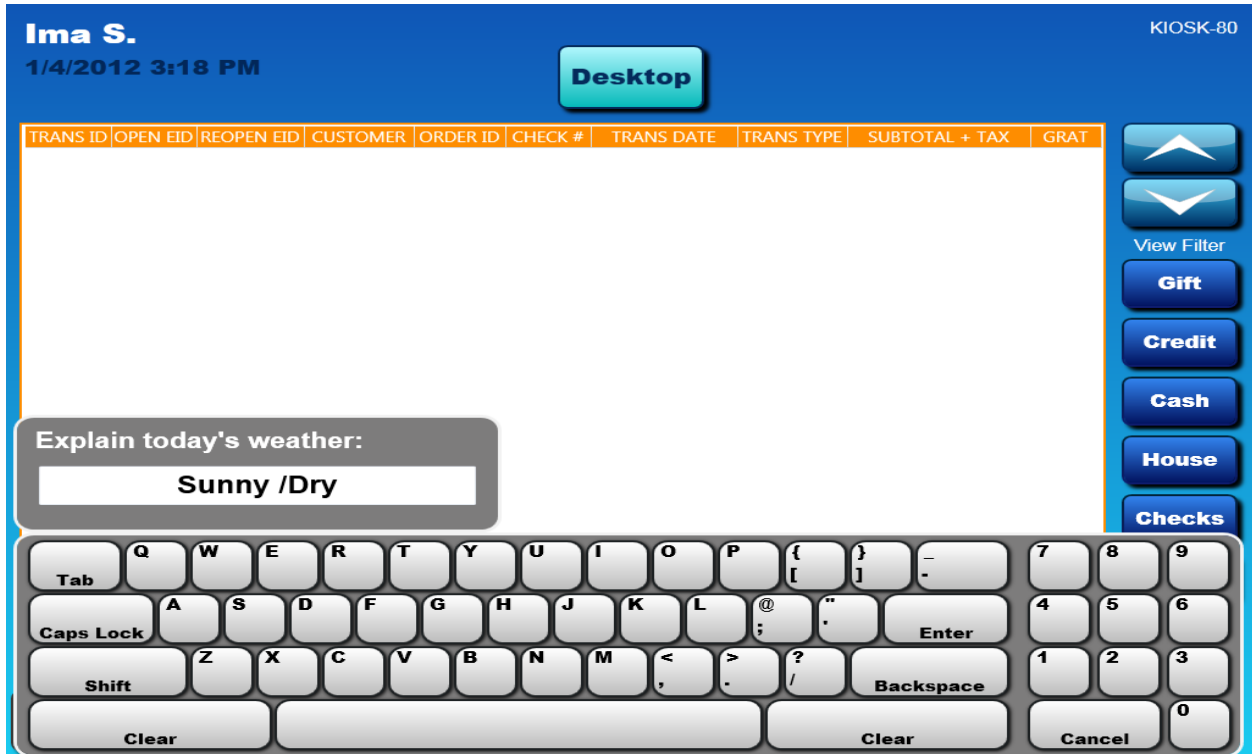 Ima S.
KIOSK-80
1/4/2012 3:18 PM
Desktop
TRANS ID OPEN EID REOPEN EID CUSTOMER ORDER ID CHECK # TRANS DATE TRANS TYPE SUBTOTAL + TAX GRAT
View Filter
Gift
Credit
Cash
House
Checks
Explain today's weather:
Sunny /Dry
Tab Q W E R T Y U I O P { [ } ] _ - 7 8 9
Caps Lock A S D F G H J K L @ ; " ' Enter 4 5 6
Shift Z X C V B N M < , > . ? / Backspace 1 2 3
Clear Clear Cancel 0